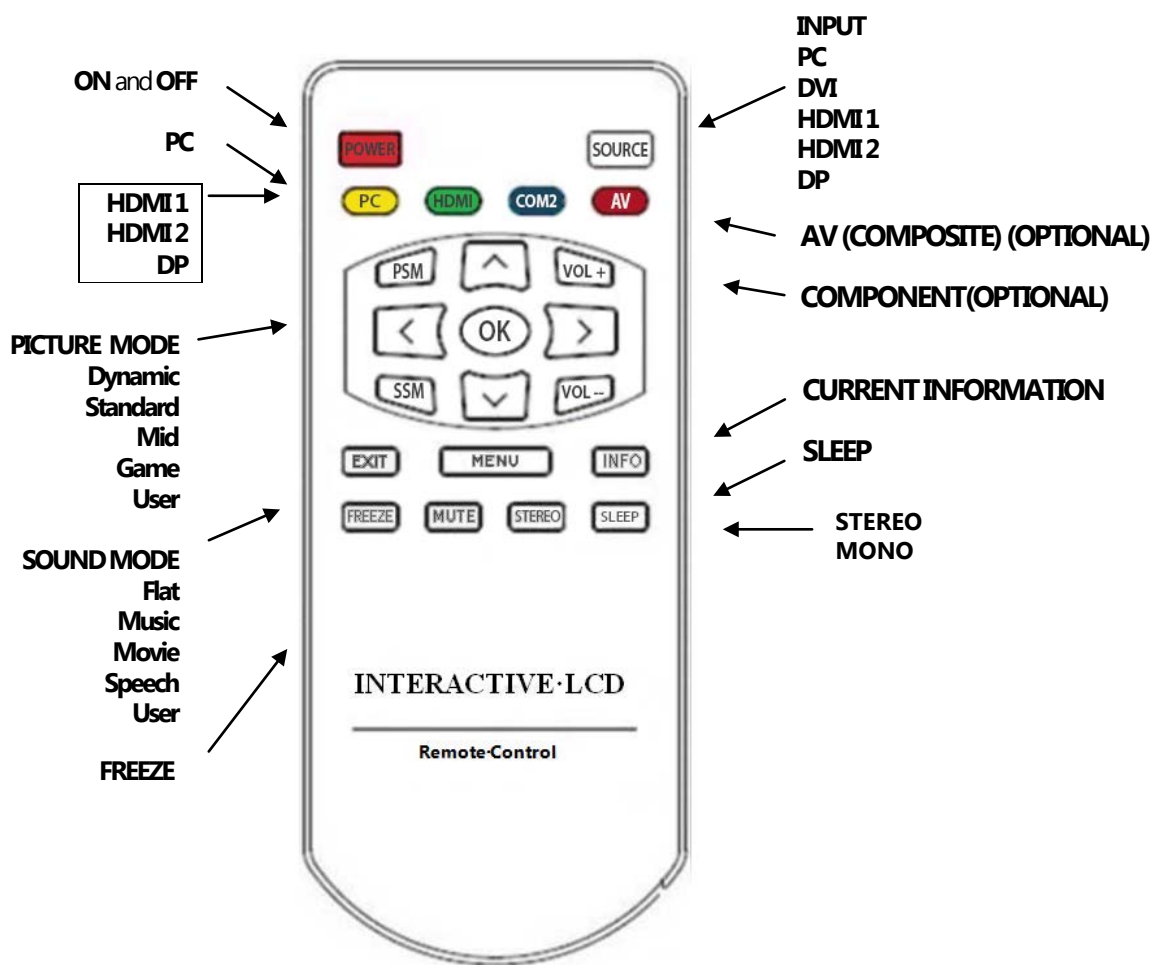 INPUT
PC
DVI
HDMI 1
HDMI 2
DP
ON and OFF
PC
HDMI 1
HDMI 2
DP
POWER
SOURCE
PC HDMI COM2 AV
AV (COMPOSITE) (OPTIONAL)
COMPONENT(OPTIONAL)
PSM VOL +
OK
SSM VOL --
PICTURE MODE
Dynamic
Standard
Mid
Game
User
CURRENT INFORMATION
SLEEP
EXIT MENU INFO
FREEZE MUTE STEREO SLEEP
STEREO
MONO
SOUND MODE
Flat
Music
Movie
Speech
User
FREEZE
INTERACTIVE·LCD
Remote·Control